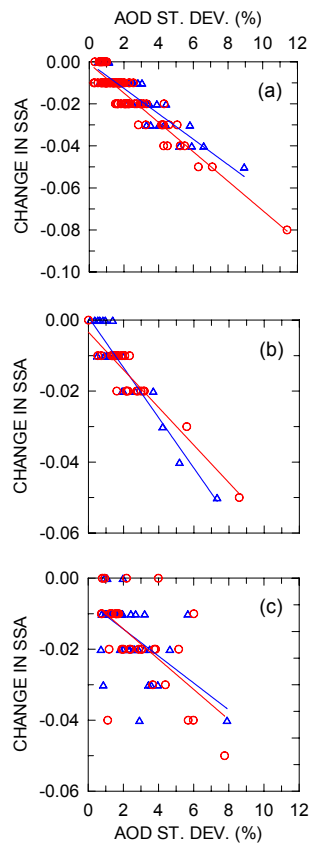 AOD ST. DEV. (%)
0 2 4 6 8 10 12
0.00
(a)
-0.02
-0.04
-0.06
-0.08
-0.10
CHANGE IN SSA
0.00
(b)
-0.02
-0.04
-0.06
CHANGE IN SSA
0.00
(c)
-0.02
-0.04
-0.06
CHANGE IN SSA
0 2 4 6 8 10 12
AOD ST. DEV. (%)